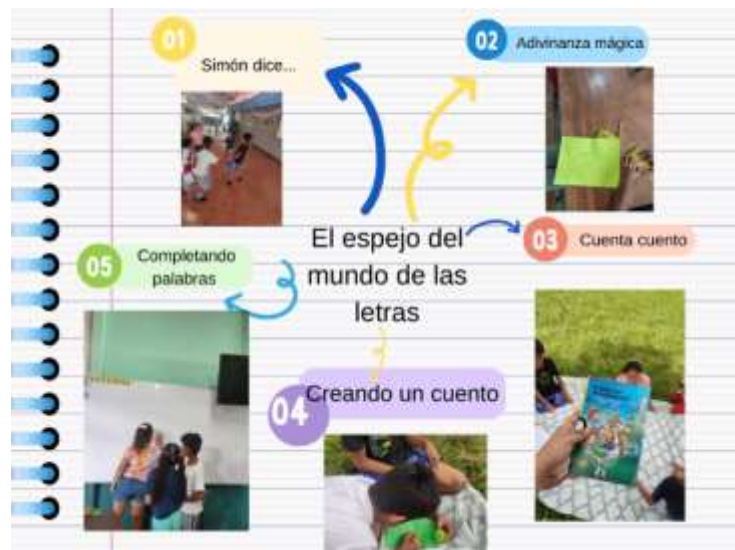 01
Simón dice...
02
Adivinanza mágica
El espejo del
mundo de las
letras
03
Cuenta cuento
05
Completando
palabras
04
Creando un cuento